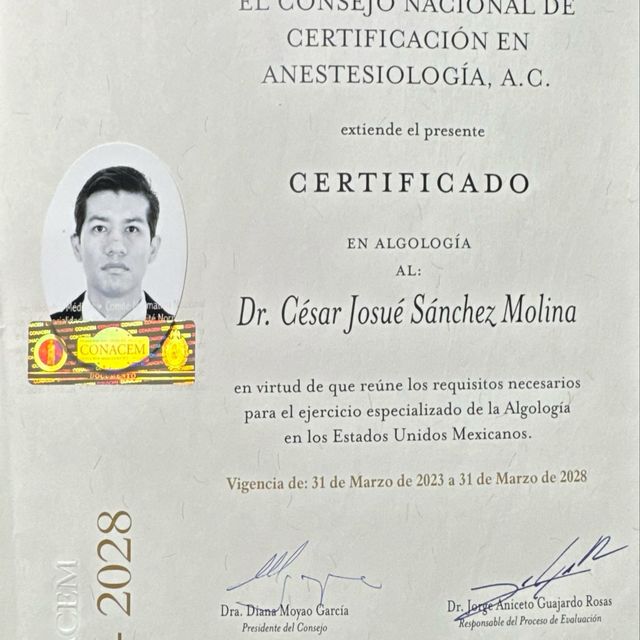 EL CONSEJO NACIONAL DE
CERTIFICACIÓN EN
ANESTESIOLOGÍA, A.C.
extiende el presente
CERTIFICADO
EN ALGOLOGÍA
AL:
Dr. César Josué Sánchez Molina
CONACEM
en virtud de que reúne los requisitos necesarios
para el ejercicio especializado de la Algología
en los Estados Unidos Mexicanos.
Vigencia de: 31 de Marzo de 2023 a 31 de Marzo de 2028
- 2028
Dra. Diana Moyao García
Presidente del Consejo
Dr. Jorge Aniceto Guajardo Rosas
Responsable del Proceso de Evaluación